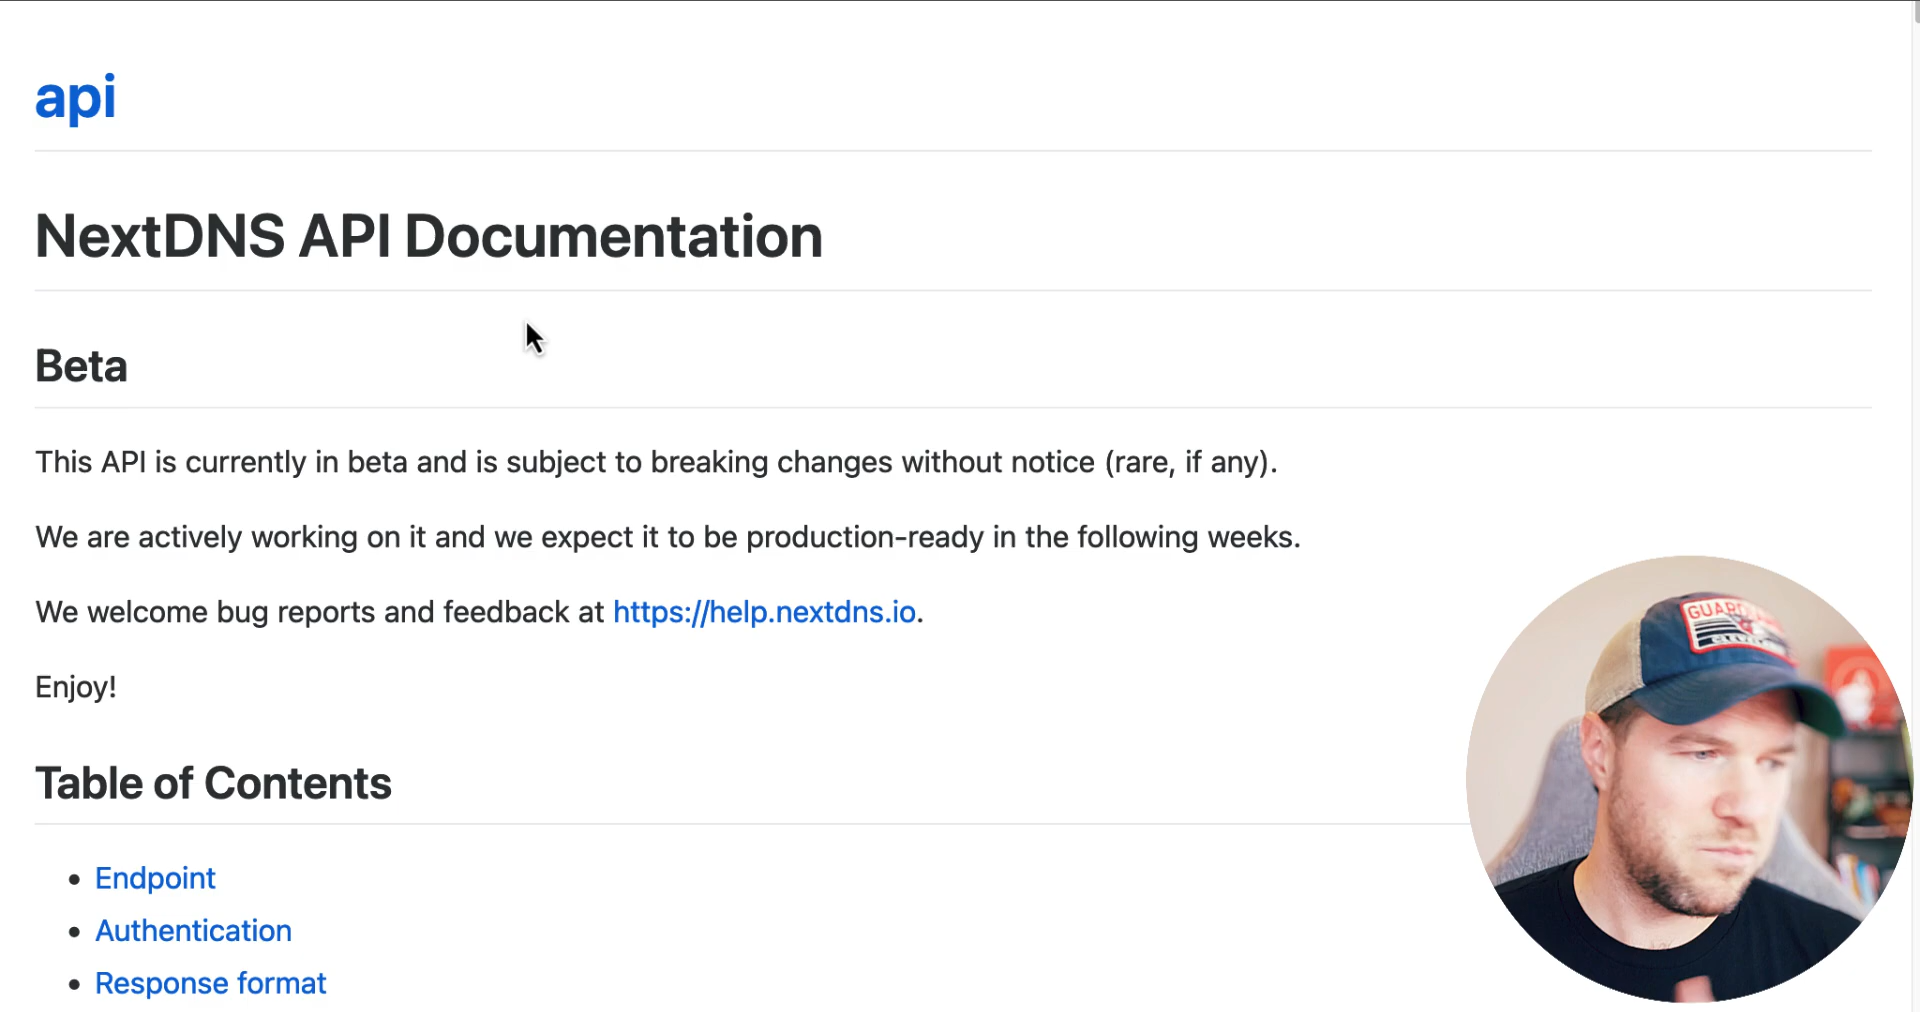 api
NextDNS API Documentation
Beta
This API is currently in beta and is subject to breaking changes without notice (rare, if any).
We are actively working on it and we expect it to be production-ready in the following weeks.
We welcome bug reports and feedback at https://help.nextdns.io.
Enjoy!
Table of Contents
Endpoint
Authentication
Response format